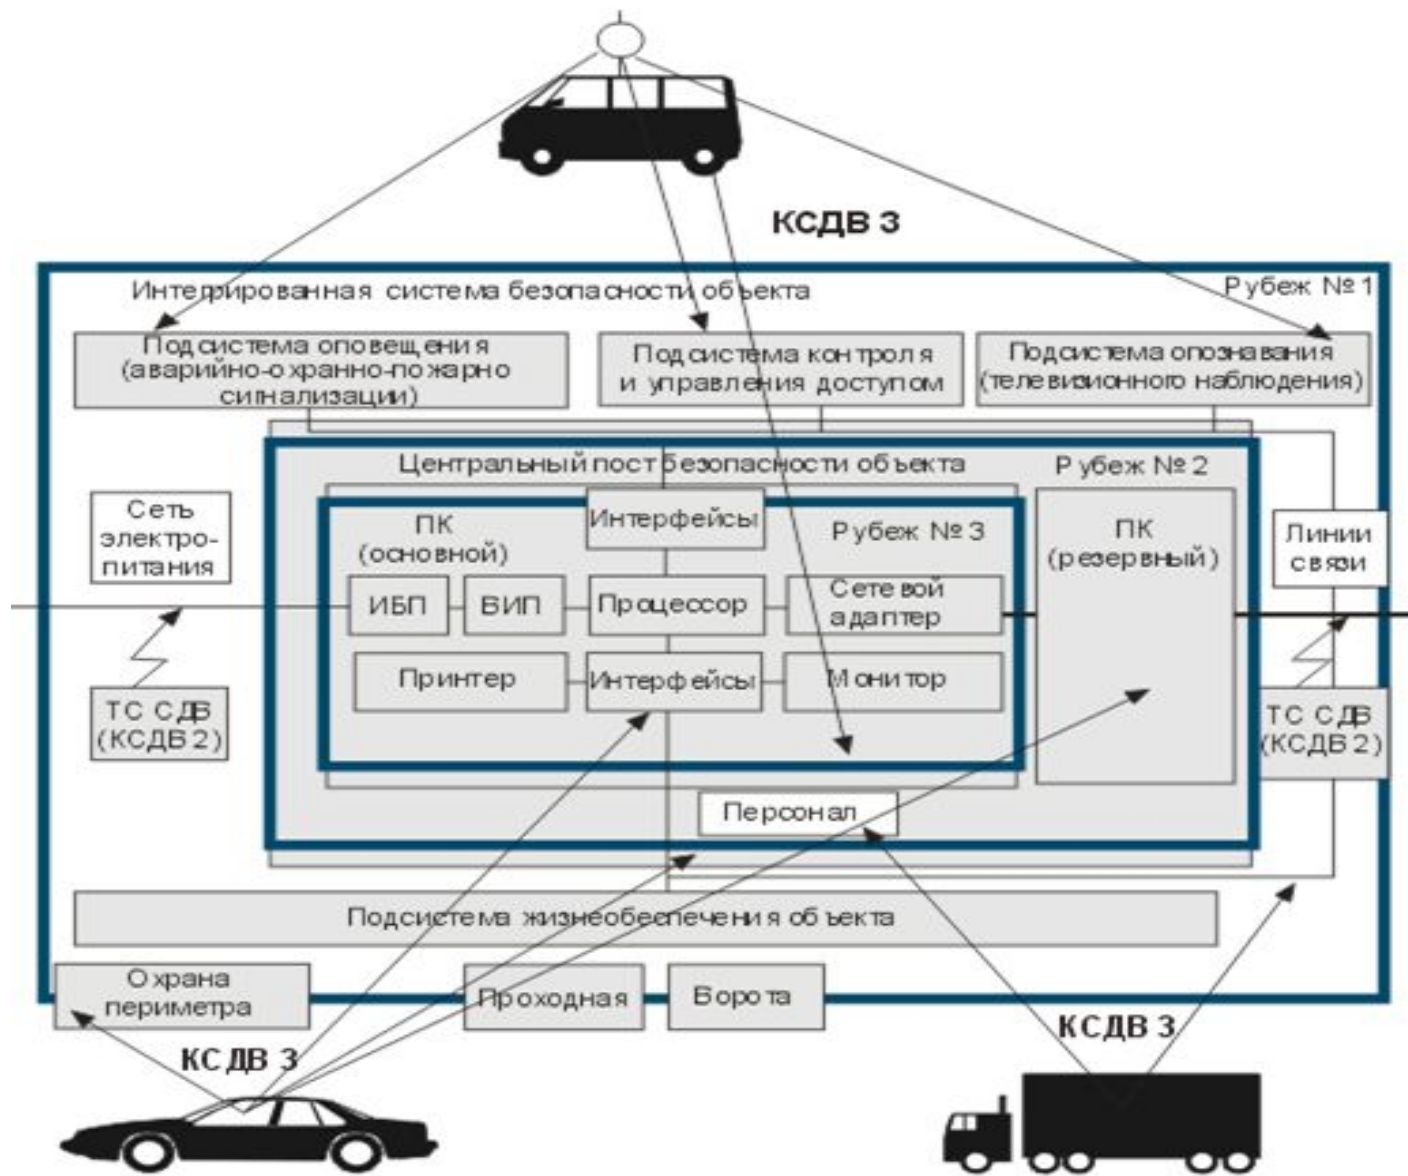 КСДВ 3
Интегрированная система безопасности объекта
Рубеж № 1
Подсистема оповещения
(аварийно-охранно-пожарно
сигнализации)
Подсистема контроля
и управления доступом
Подсистема опознавания
(телевизионного наблюдения)
Центральный пост безопасности объекта
Рубеж № 2
Сеть
электро-
питания
ПК
(основной)
Интерфейсы
Рубеж № 3
ПК
(резервный)
Линии
связи
ИБП
ВИП
Процессор
Сетевой
адаптер
Принтер
Интерфейсы
Монитор
ТС СДВ
(КСДВ 2)
ТС СДВ
(КСДВ 2)
Персонал
Подсистема жизнеобеспечения объекта
Охрана
периметра
Проходная
Ворота
КСДВ 3
КСДВ 3